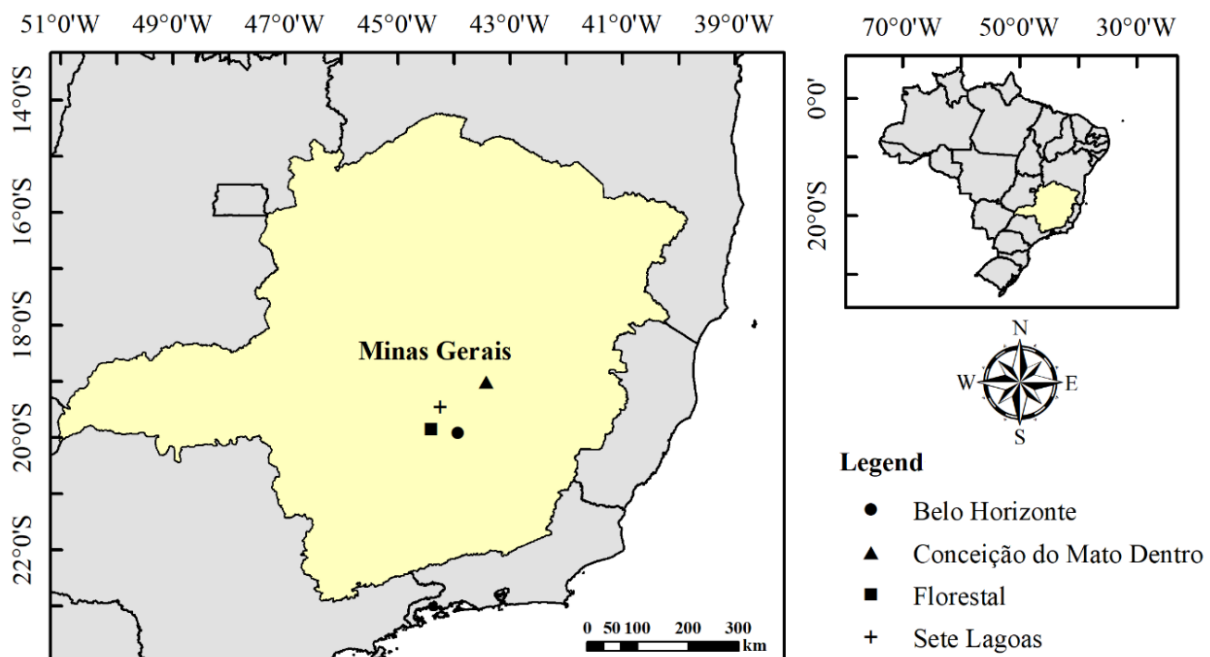 51°0'W 49°0'W 47°0'W 45°0'W 43°0'W 41°0'W 39°0'W
14°0'S
16°0'S
18°0'S
20°0'S
22°0'S
Minas Gerais
0 50 100 200 300
km
70°0'W 50°0'W 30°0'W
0°0'
20°0'S
N
W E
S
Legend
Belo Horizonte
Conceição do Mato Dentro
Florestal
Sete Lagoas